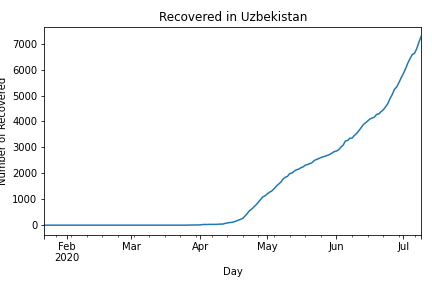 Recovered in Uzbekistan
Number of Recovered
7000
6000
5000
4000
3000
2000
1000
0
Feb
2020
Mar
Apr
May
Jun
Jul
Day